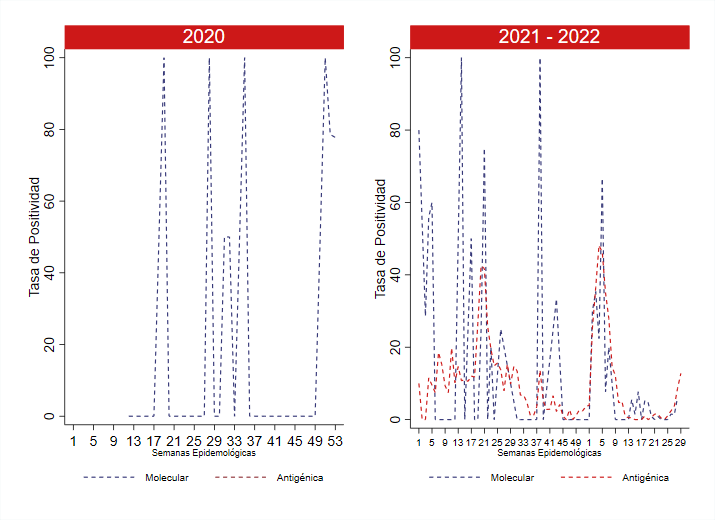 2020
Tasa de Positividad
100
80
60
40
20
0
1 5 9 13 17 21 25 29 33 37 41 45 49 53
Semanas Epidemológicas
Molecular Antigénica
2021 - 2022
Tasa de Positividad
100
80
60
40
20
0
1 5 9 13 17 21 25 29 33 37 41 45 49 1 5 9 13 17 21 25 29
Semanas Epidemológicas
Molecular Antigénica